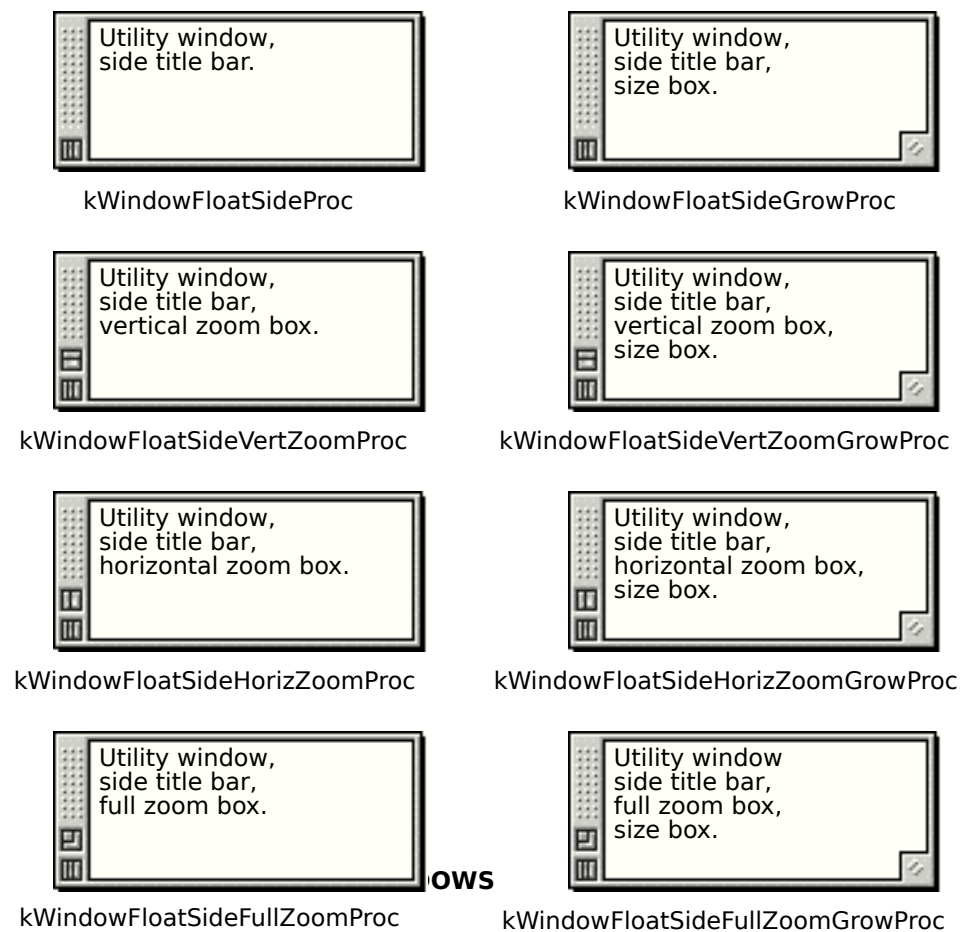 Utility window,
side title bar.
kWindowFloatSideProc
Utility window,
side title bar,
size box.
kWindowFloatSideGrowProc
Utility window,
side title bar,
vertical zoom box.
kWindowFloatSideVertZoomProc
Utility window,
side title bar,
vertical zoom box,
size box.
kWindowFloatSideVertZoomGrowProc
Utility window,
side title bar,
horizontal zoom box.
kWindowFloatSideHorizZoomProc
Utility window,
side title bar,
horizontal zoom box,
size box.
kWindowFloatSideHorizZoomGrowProc
Utility window,
side title bar,
full zoom box.
kWindowFloatSideFullZoomProc
Utility window
side title bar,
full zoom box,
size box.
kWindowFloatSideFullZoomGrowProc